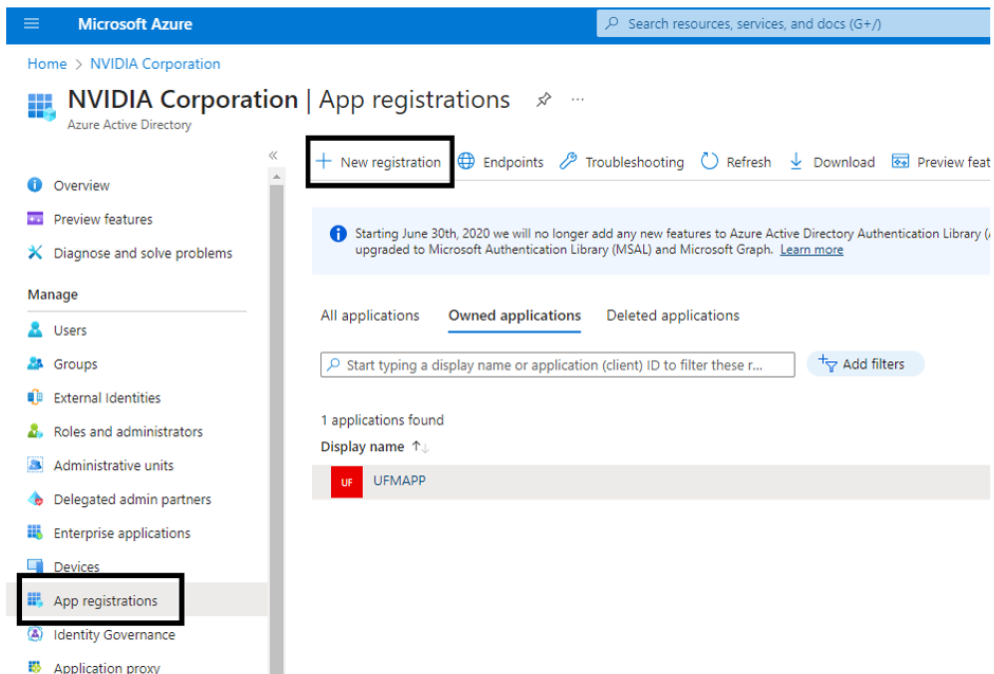 Microsoft Azure
Search resources, services, and docs (G+/)
Home > NVIDIA Corporation
NVIDIA Corporation | App registrations
Azure Active Directory
New registration
Endpoints
Troubleshooting
Refresh
Download
Preview feat
Overview
Preview features
Diagnose and solve problems
Manage
Users
Groups
External Identities
Roles and administrators
Administrative units
Delegated admin partners
Enterprise applications
Devices
App registrations
Identity Governance
Application proxy
Starting June 30th, 2020 we will no longer add any new features to Azure Active Directory Authentication Library (
upgraded to Microsoft Authentication Library (MSAL) and Microsoft Graph. Learn more
All applications
Owned applications
Deleted applications
Start typing a display name or application (client) ID to filter these r...
Add filters
1 applications found
Display name
UF
UFMAPP